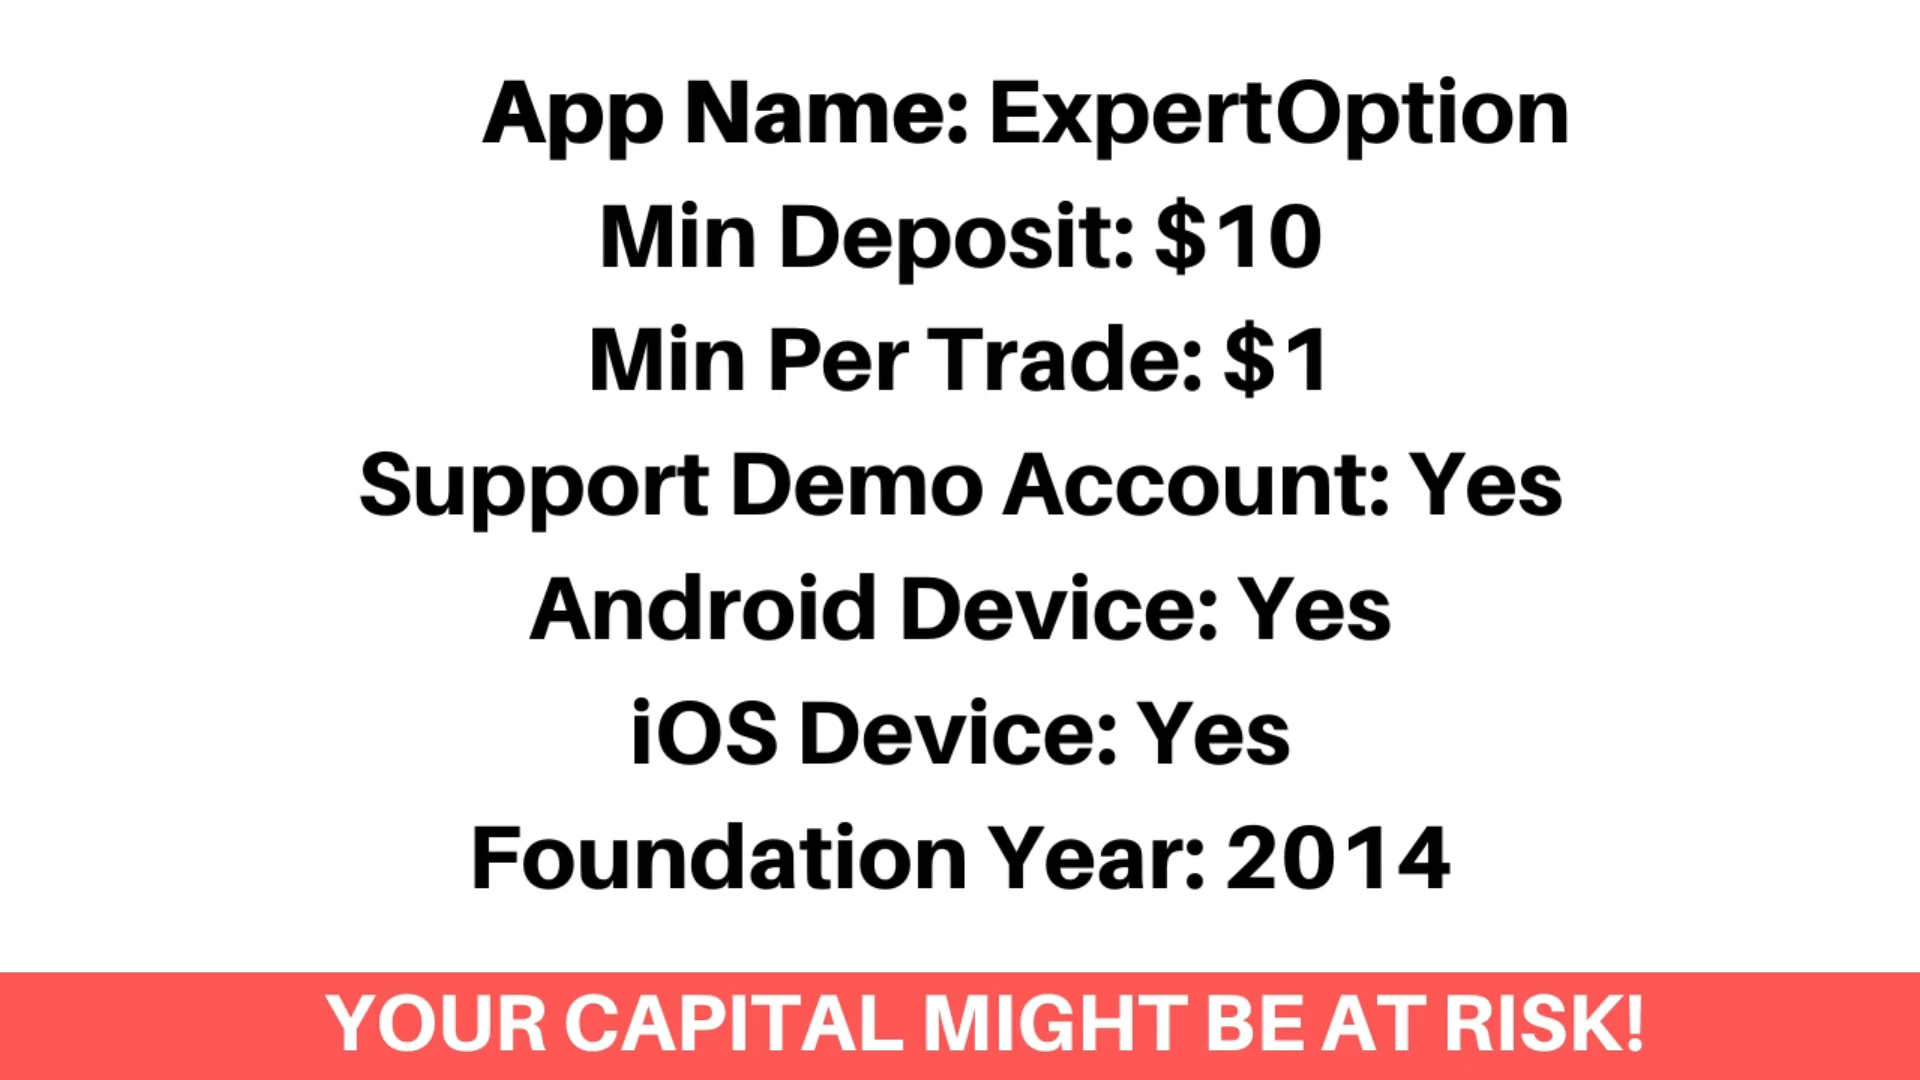 App Name: ExpertOption
Min Deposit: $10
Min Per Trade: $1
Support Demo Account: Yes
Android Device: Yes
iOS Device: Yes
Foundation Year: 2014
YOUR CAPITAL MIGHT BE AT RISK!